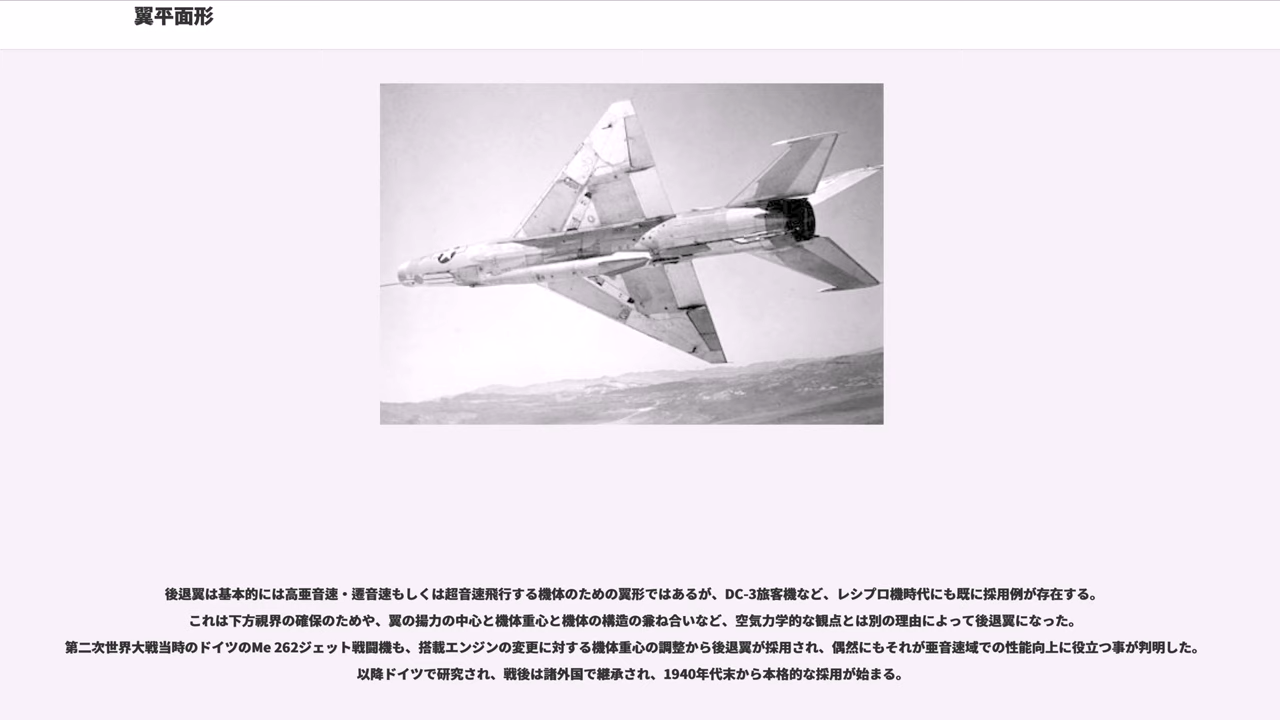 翼平面形
後退翼は基本的には高亜音速・遷音速もしくは超音速飛行する機体のための翼形ではあるが、DC-3旅客機など、レシプロ機時代にも既に採用例が存在する。
これは下方視界の確保のためや、翼の揚力の中心と機体重心と機体の構造の兼ね合いなど、空気力学的な観点とは別の理由によって後退翼になった。
第二次世界大戦当時のドイツのMe 262ジェット戦闘機も、搭載エンジンの変更に対する機体重心の調整から後退翼が採用され、偶然にもそれが亜音速域での性能向上に役立つ事が判明した。
以降ドイツで研究され、戦後は諸外国で継承され、1940年代末から本格的な採用が始まる。